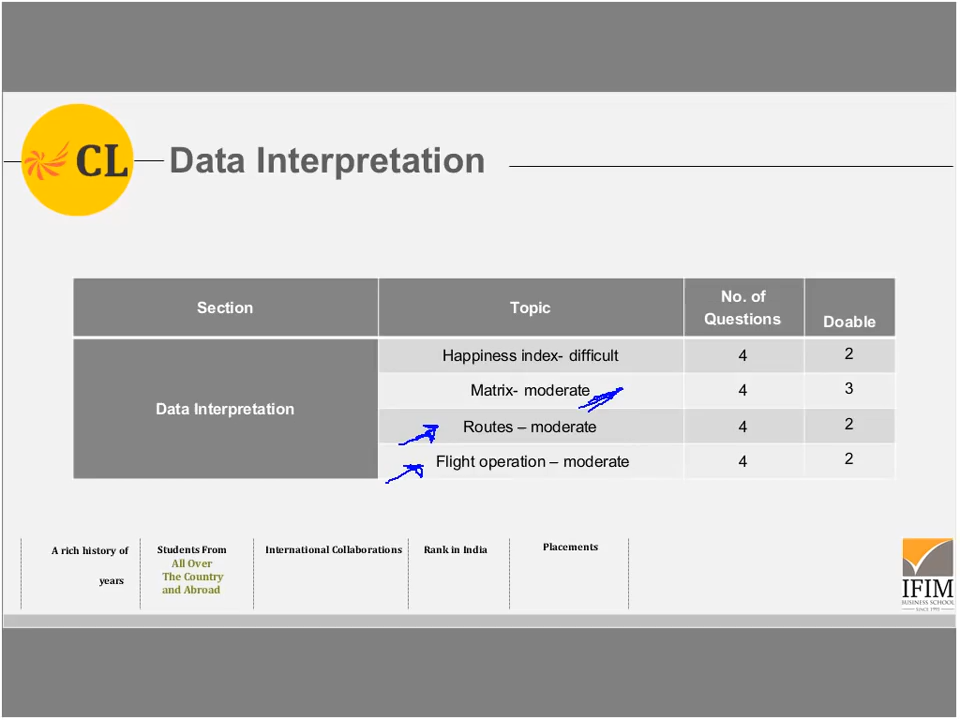 CL
Data Interpretation
Section Topic No. of Questions Doable
Data Interpretation
Happiness index- difficult 4 2
Matrix- moderate 4 3
Routes – moderate 4 2
Flight operation – moderate 4 2
A rich history of
years
Students From
All Over
The Country
and Abroad
International Collaborations
Rank in India
Placements
IFIM
BUSINESS SCHOOL
SINCE 1995